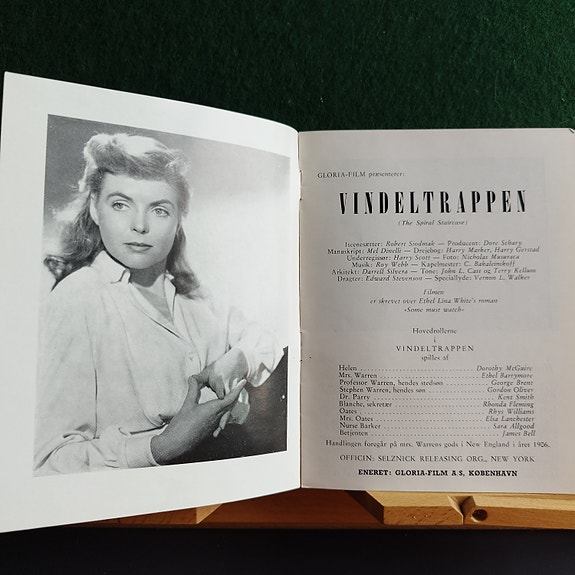 GLORIA-FILM præsenterer:
VINDELTRAPPEN
(The Spiral Staircase)
Iscenesætter: Robert Siodmak — Producent: Dore Schary
Manuskript: Mel Dinelli — Drejebog: Harry Marher, Harry Gerstad
Underregissør: Harry Scott — Foto: Nicholas Musuraca
Musik: Roy Webb — Kapelmester: C. Bakaleinikoff
Arkitekt: Darrell Silvera — Tone: John L. Cass og Terry Kellum
Dragter: Edward Stevenson — Speciallyde: Vernon L. Walker
Filmen
er skrevet over Ethel Lina White's roman
»Some must watch«
Hovedrollerne
i
VINDELTRAPPEN
spilles af
Helen Dorothy McGuire
Mrs. Warren Ethel Barrymore
Professor Warren, hendes stedsøn George Brent
Stephen Warren, hendes søn Gordon Oliver
Dr. Parry Kent Smith
Blanche, sekretær Rhonda Fleming
Oates Rhys Williams
Mrs. Oates Elsa Lanchester
Nurse Barker Sara Allgood
Betjenten James Bell
Handlingen foregår på mrs. Warrens gods i New England i året 1906.
OFFICIN: SELZNICK RELEASING ORG., NEW YORK
ENERET: GLORIA-FILM A.S. KØBENHAVN